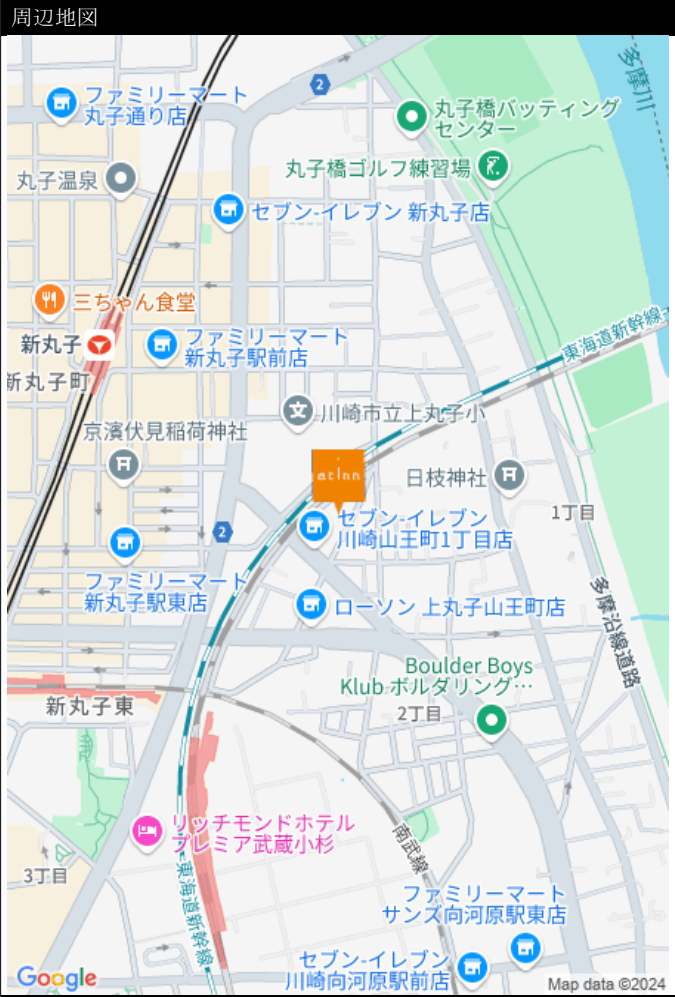 周辺地図
多摩川
2
ファミリーマート
丸子通り店
丸子橋バッティング
センター
丸子温泉
丸子橋ゴルフ練習場
セブン-イレブン 新丸子店
三ちゃん食堂
東海道新幹線
新丸子
ファミリーマート
新丸子駅前店
新丸子町
川崎市立上丸子小
京濱伏見稲荷神社
atInn
日枝神社
1丁目
セブン-イレブン
川崎山王町1丁目店
2
ファミリーマート
新丸子駅東店
ローソン 上丸子山王町店
多摩沿線道路
Boulder Boys
Klub ボルダリング…
新丸子東
2丁目
リッチモンドホテル
プレミア武蔵小杉
南武線
3丁目
東海道新幹線
ファミリーマート
サンズ向河原駅東店
セブン-イレブン
川崎向河原駅前店
Google
Map data ©2024